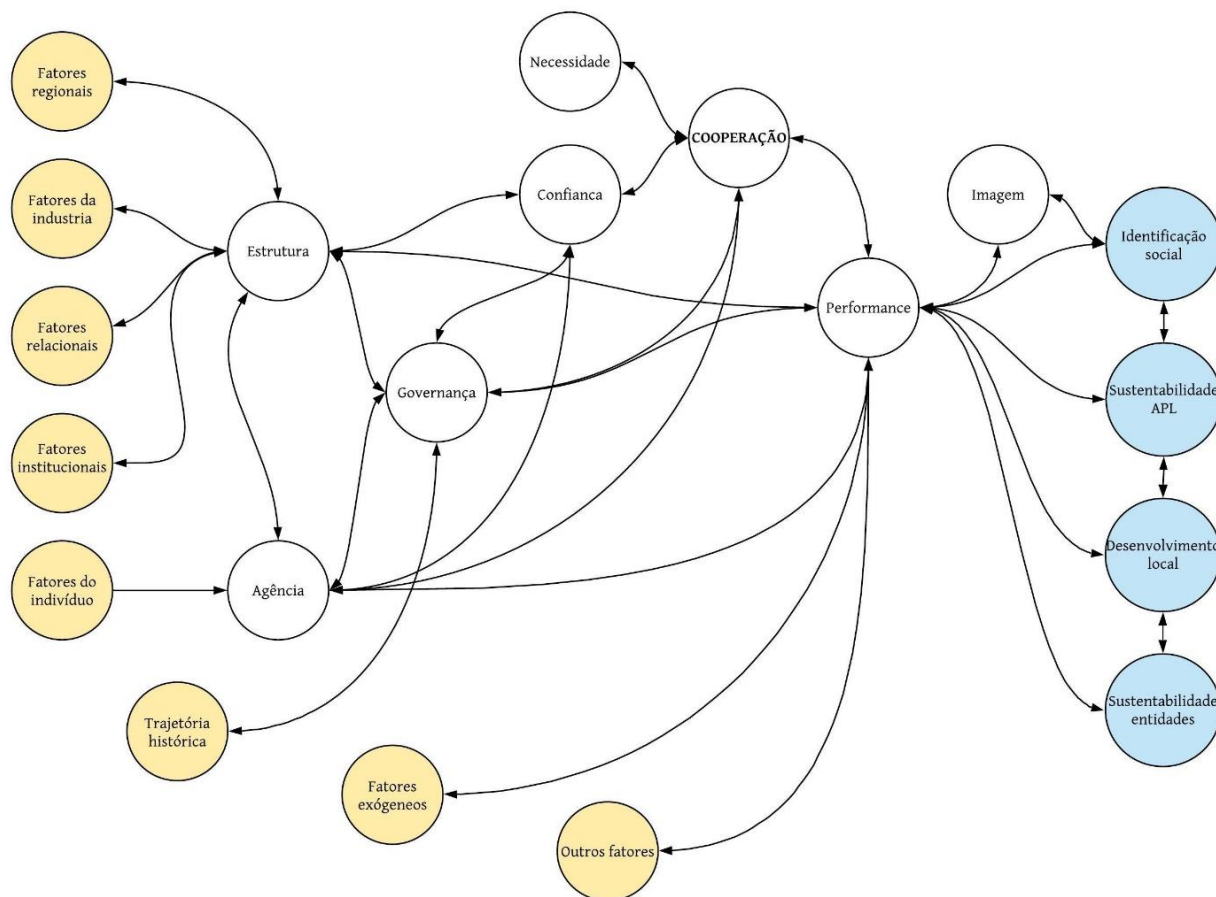 Fatores
regionais
Necessidade
COOPERAÇÃO
Fatores da
industria
Confianca
Imagem
Identificação
social
Estrutura
Fatores
relacionais
Performance
Governança
Sustentabilidade
APL
Fatores
institucionais
Desenvolvimento
local
Fatores do
indivíduo
Agência
Sustentabilidade
entidades
Trajetória
histórica
Fatores
exógeneos
Outros fatores